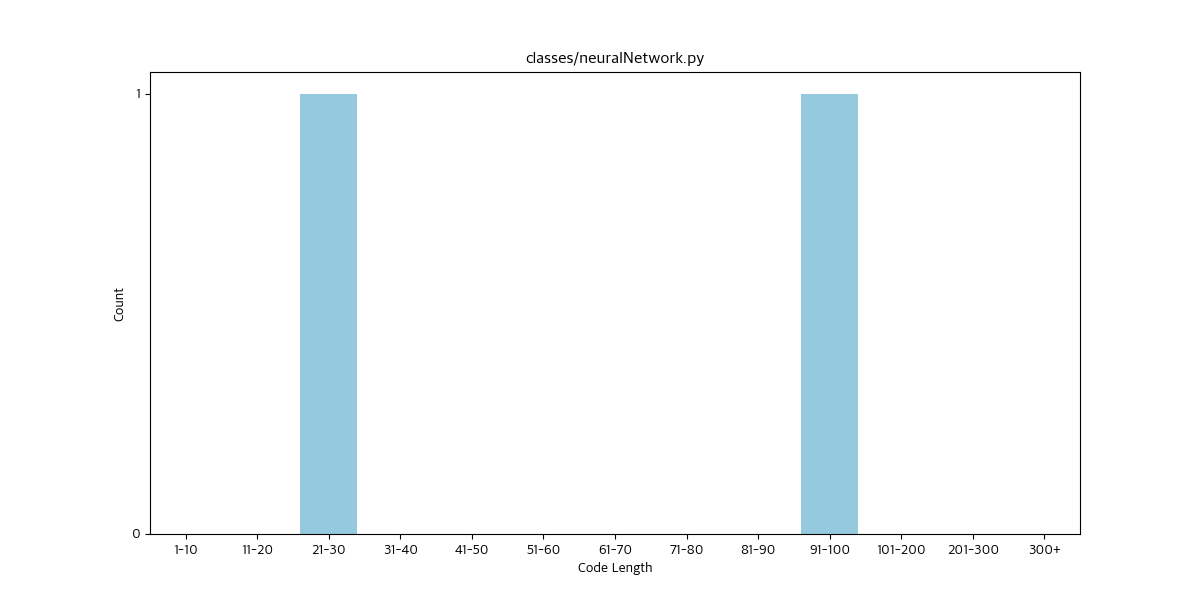 classes/neuralNetwork.py
1
Count
0
1-10 11-20 21-30 31-40 41-50 51-60 61-70 71-80 81-90 91-100 101-200 201-300 300+
Code Length